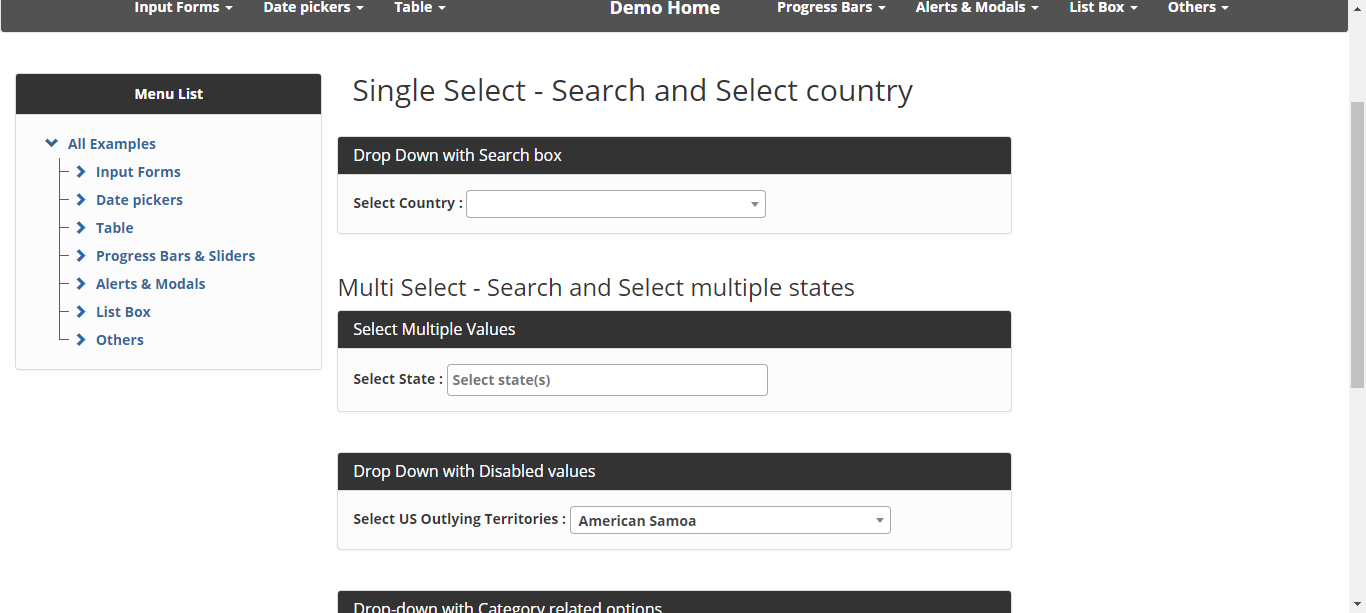 Input Forms Date pickers Table Demo Home Progress Bars Alerts & Modals List Box Others
Menu List
All Examples
Input Forms
Date pickers
Table
Progress Bars & Sliders
Alerts & Modals
List Box
Others
Single Select - Search and Select country
Drop Down with Search box
Select Country :
Multi Select - Search and Select multiple states
Select Multiple Values
Select State : Select state(s)
Drop Down with Disabled values
Select US Outlying Territories : American Samoa
Drop-down with Category related options